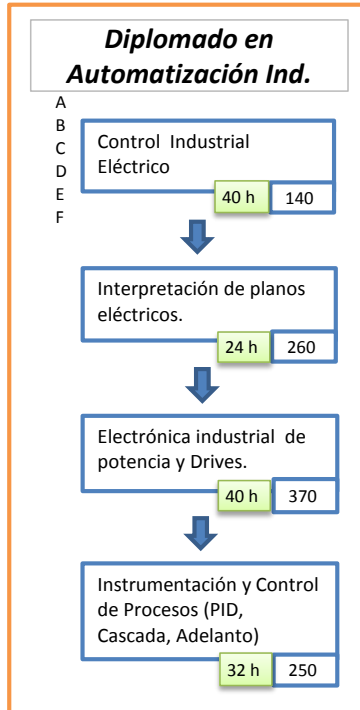 Diplomado en
Automatización Ind.
A
B
C
D
E
F
Control Industrial
Eléctrico
40 h 140
Interpretación de planos
eléctricos.
24 h 260
Electrónica industrial de
potencia y Drives.
40 h 370
Instrumentación y Control
de Procesos (PID,
Cascada, Adelanto)
32 h 250